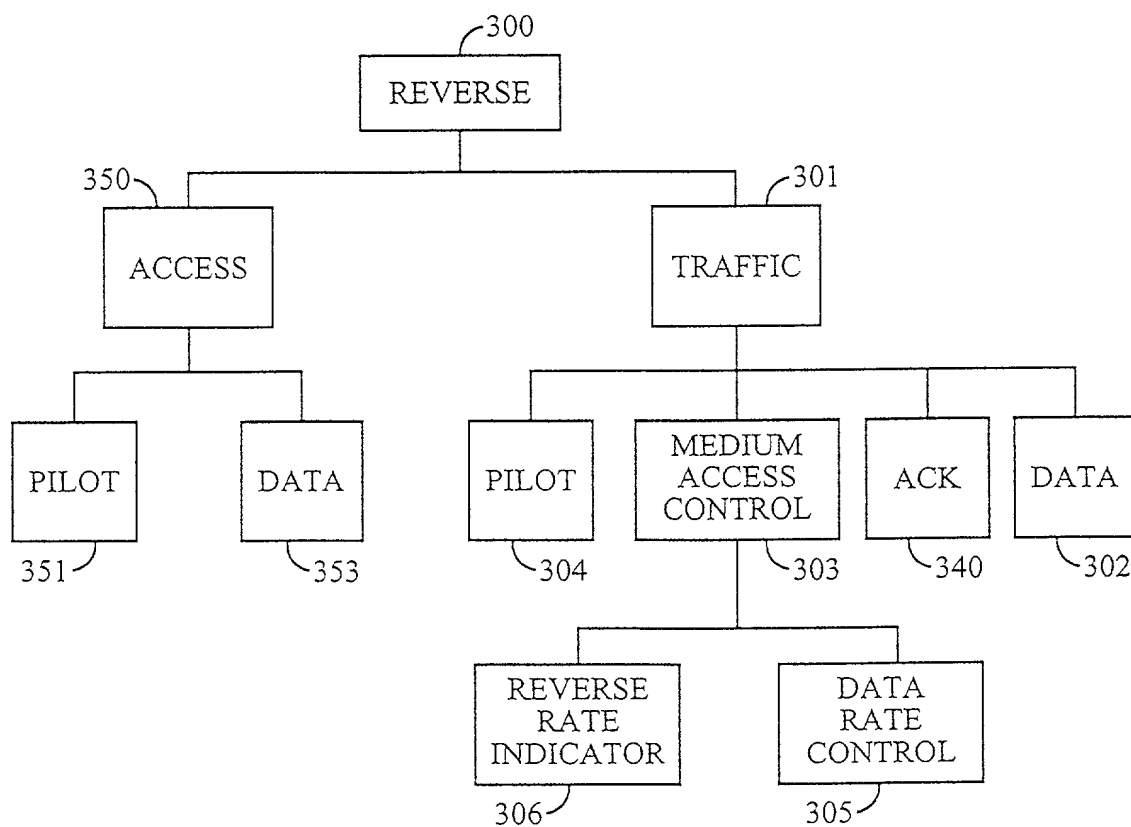 300
REVERSE
350
301
ACCESS
TRAFFIC
PILOT
DATA
PILOT
MEDIUM
ACCESS
CONTROL
ACK
DATA
351
353
304
303
340
302
REVERSE
RATE
INDICATOR
DATA
RATE
CONTROL
306
305